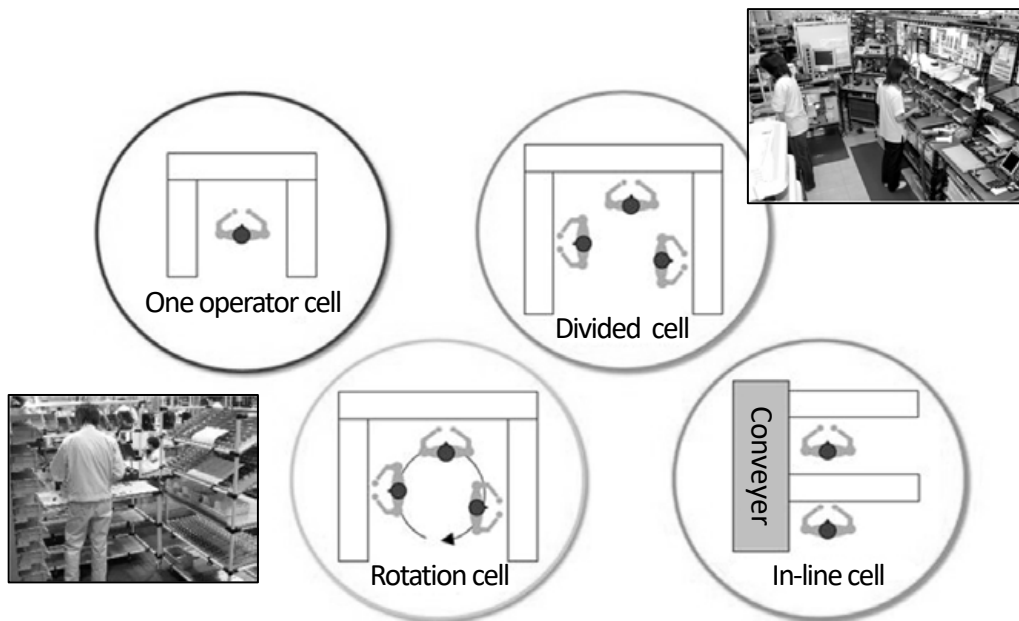 One operator cell
Divided cell
Rotation cell
Conveyer
In-line cell